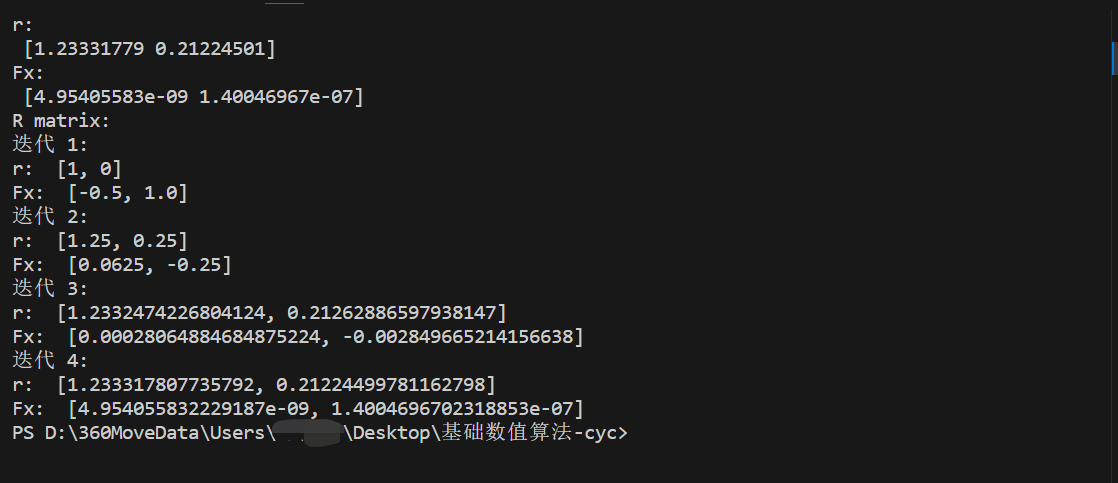 r:
[1.23331779 0.21224501]
Fx:
[4.95405583e-09 1.40046967e-07]
R matrix:
迭代 1:
r:  [1, 0]
Fx:  [-0.5, 1.0]
迭代 2:
r:  [1.25, 0.25]
Fx:  [0.0625, -0.25]
迭代 3:
r:  [1.2332474226804124, 0.21262886597938147]
Fx:  [0.00028064884684875224, -0.002849665214156638]
迭代 4:
r:  [1.233317807735792, 0.21224499781162798]
Fx:  [4.954055832229187e-09, 1.4004696702318853e-07]
PS D:\360MoveData\Users\ \Desktop\基础数值算法-cyc>